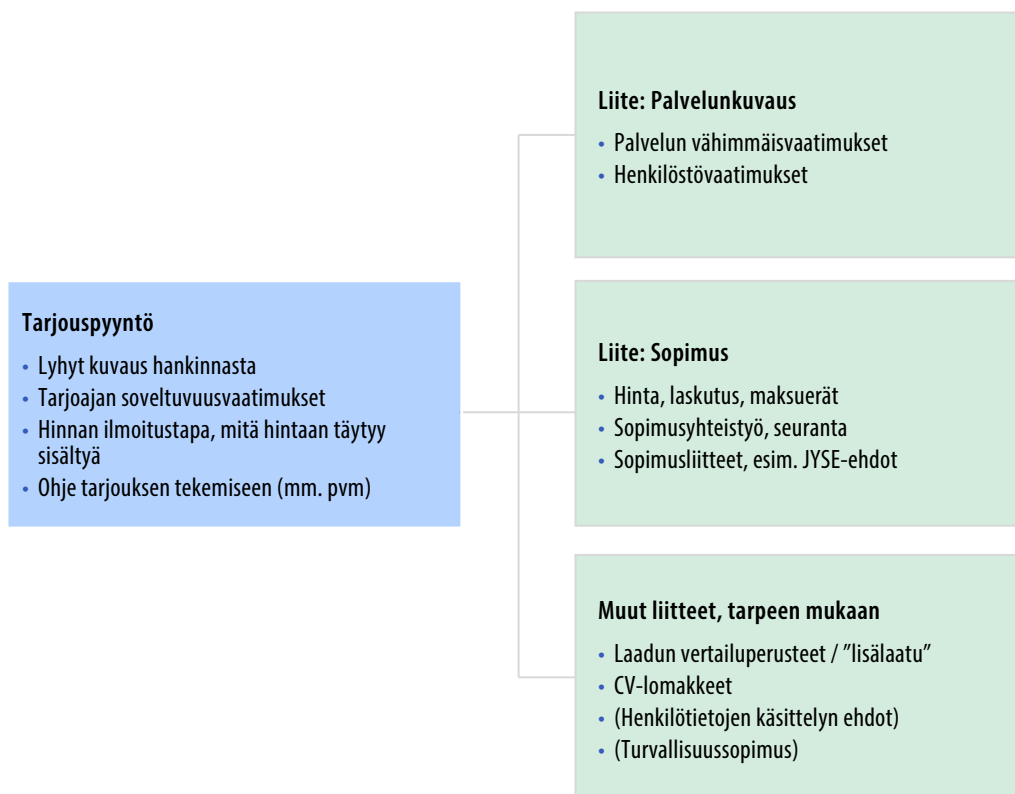 Liite: Palvelunkuvaus
• Palvelun vähimmäisvaatimukset
• Henkilöstövaatimukset
Tarjouspyyntö
• Lyhyt kuvaus hankinnasta
• Tarjoajan soveltuvuusvaatimukset
• Hinnan ilmoitustapa, mitä hintaan täytyy
sisältyä
• Ohje tarjouksen tekemiseen (mm. pvm)
Liite: Sopimus
• Hinta, laskutus, maksuerät
• Sopimusyhteistyö, seuranta
• Sopimusliitteet, esim. JYSE-ehdot
Muut liitteet, tarpeen mukaan
• Laadun vertailuperusteet / ”lisälaatu”
• CV-lomakkeet
• (Henkilötietojen käsittelyn ehdot)
• (Turvallisuussopimus)